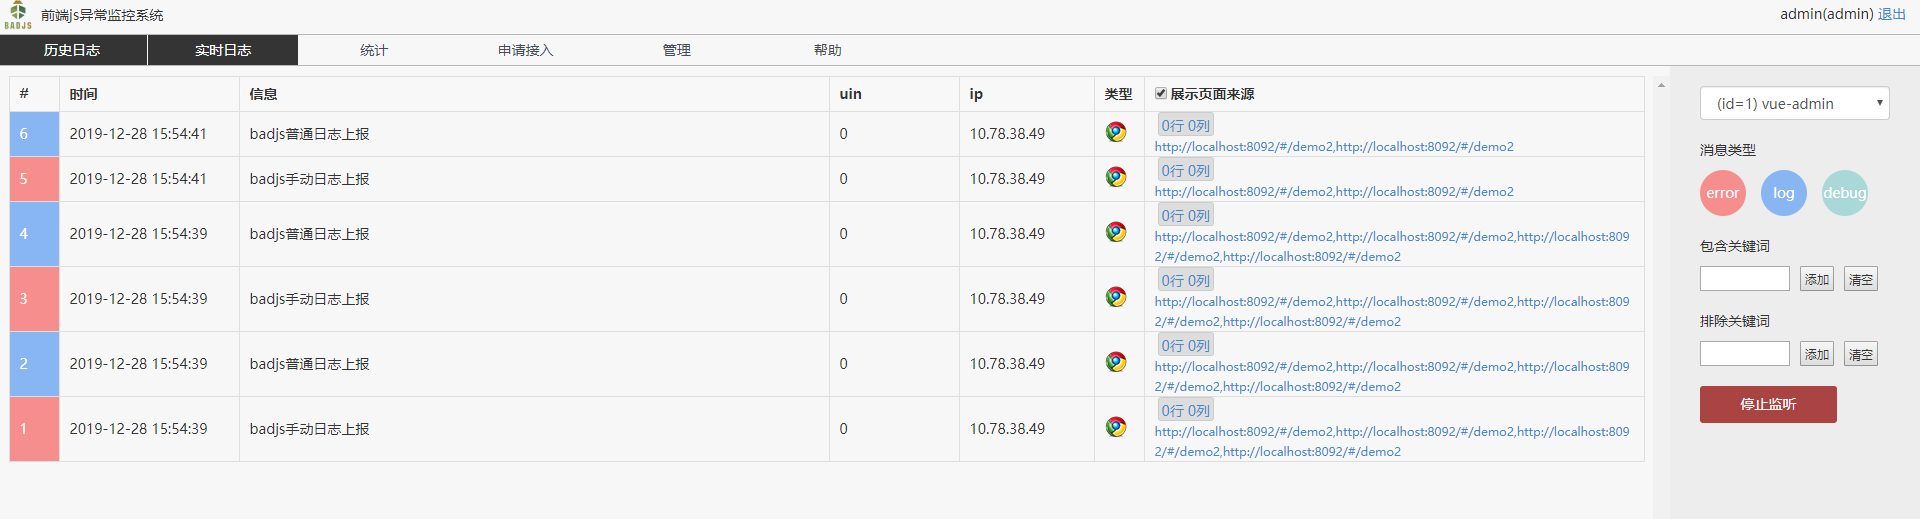 BADJS 前端js异常监控系统 admin(admin) 退出
历史日志 实时日志 统计 申请接入 管理 帮助
# 时间 信息 uin ip 类型 展示页面来源
6 2019-12-28 15:54:41 badjs普通日志上报 0 10.78.38.49 0行 0列
http://localhost:8092/#/demo2,http://localhost:8092/#/demo2
5 2019-12-28 15:54:41 badjs手动日志上报 0 10.78.38.49 0行 0列
http://localhost:8092/#/demo2,http://localhost:8092/#/demo2
4 2019-12-28 15:54:39 badjs普通日志上报 0 10.78.38.49 0行 0列
http://localhost:8092/#/demo2,http://localhost:8092/#/demo2,http://localhost:809
2/#/demo2,http://localhost:8092/#/demo2
3 2019-12-28 15:54:39 badjs手动日志上报 0 10.78.38.49 0行 0列
http://localhost:8092/#/demo2,http://localhost:8092/#/demo2,http://localhost:809
2/#/demo2,http://localhost:8092/#/demo2
2 2019-12-28 15:54:39 badjs普通日志上报 0 10.78.38.49 0行 0列
http://localhost:8092/#/demo2,http://localhost:8092/#/demo2,http://localhost:809
2/#/demo2,http://localhost:8092/#/demo2
1 2019-12-28 15:54:39 badjs手动日志上报 0 10.78.38.49 0行 0列
http://localhost:8092/#/demo2,http://localhost:8092/#/demo2,http://localhost:809
2/#/demo2,http://localhost:8092/#/demo2
(id=1) vue-admin
消息类型
error log debug
包含关键词
添加 清空
排除关键词
添加 清空
停止监听